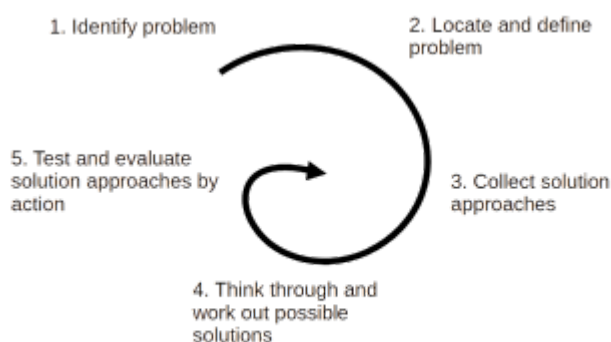 1. Identify problem
2. Locate and define
problem
3. Collect solution
approaches
4. Think through and
work out possible
solutions
5. Test and evaluate
solution approaches by
action